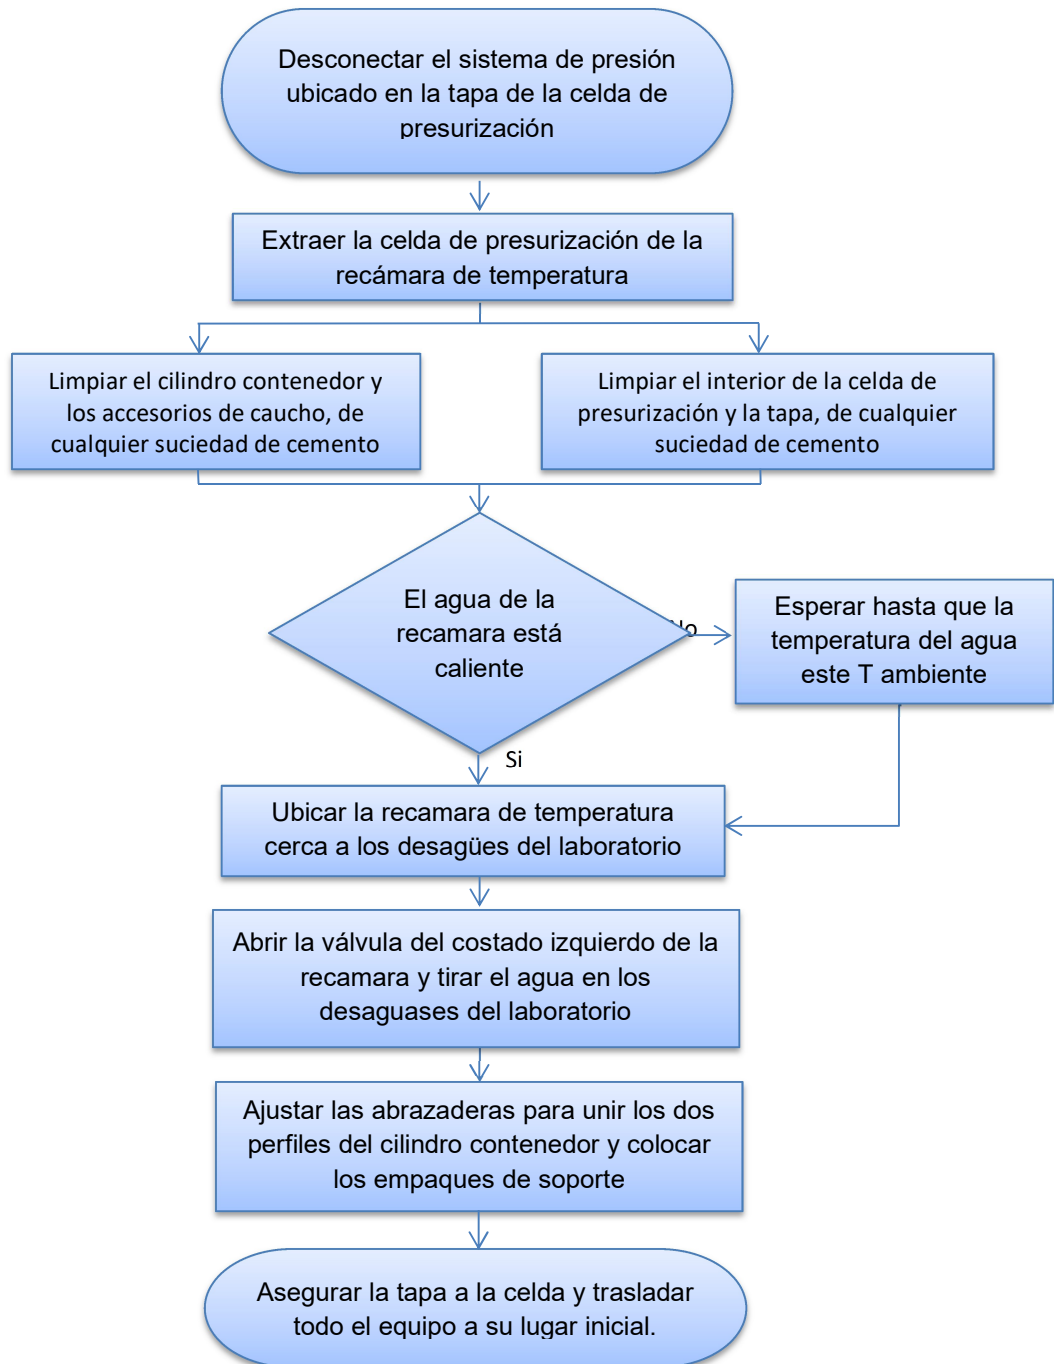 Desconectar el sistema de presión
ubicado en la tapa de la celda de
presurización
Extraer la celda de presurización de la
recámara de temperatura
Limpiar el cilindro contenedor y
los accesorios de caucho, de
cualquier suciedad de cemento
Limpiar el interior de la celda de
presurización y la tapa, de cualquier
suciedad de cemento
El agua de la
recamara está
caliente
No
Esperar hasta que la
temperatura del agua
este T ambiente
Si
Ubicar la recamara de temperatura
cerca a los desagües del laboratorio
Abrir la válvula del costado izquierdo de la
recamara y tirar el agua en los
desaguases del laboratorio
Ajustar las abrazaderas para unir los dos
perfiles del cilindro contenedor y colocar
los empaques de soporte
Asegurar la tapa a la celda y trasladar
todo el equipo a su lugar inicial.